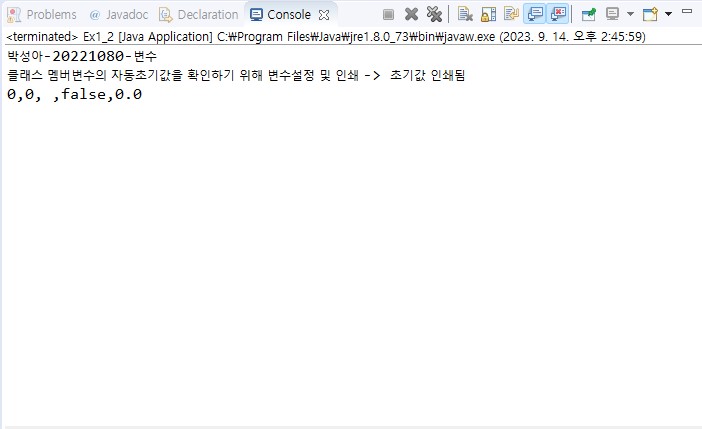 Problems @ Javadoc Declaration Console
<terminated> Ex1_2 [Java Application] C:₩Program Files₩Java₩jre1.8.0_73₩bin₩javaw.exe (2023. 9. 14. 오후 2:45:59)
박성아-20221080-변수
클래스 멤버변수의 자동초기값을 확인하기 위해 변수설정 및 인쇄 -> 초기값 인쇄됨
0,0, ,false,0.0